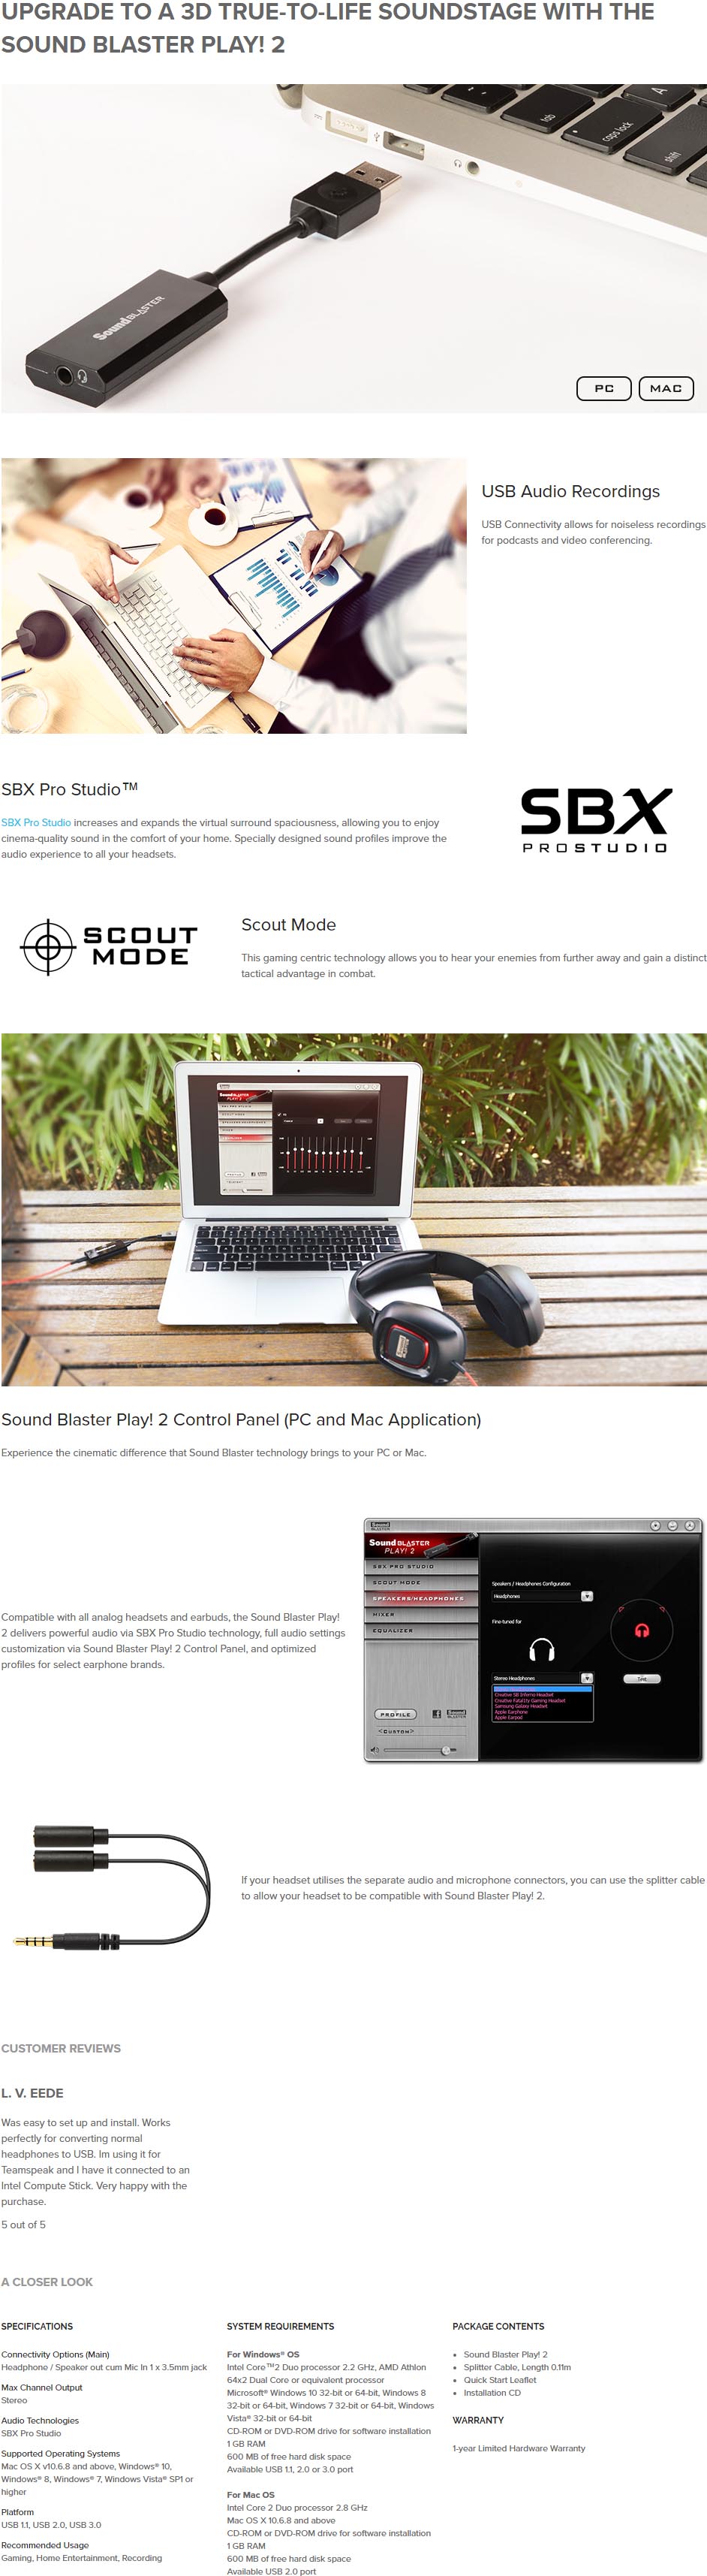 UPGRADE TO A 3D TRUE-TO-LIFE SOUNDSTAGE WITH THE
SOUND BLASTER PLAY! 2
tab
caps lock
A
shift
Sound BLASTER
PC
MAC
USB Audio Recordings
USB Connectivity allows for noiseless recordings
for podcasts and video conferencing.
SBX Pro Studio™
SBX Pro Studio increases and expands the virtual surround spaciousness, allowing you to enjoy
cinema-quality sound in the comfort of your home. Specially designed sound profiles improve the
audio experience to all your headsets.
SBX
PROSTUDIO
SCOUT
MODE
Scout Mode
This gaming centric technology allows you to hear your enemies from further away and gain a distinct
tactical advantage in combat.
Sound BLASTER
PLAY! 2
Sound Blaster Play! 2 Control Panel (PC and Mac Application)
Experience the cinematic difference that Sound Blaster technology brings to your PC or Mac.
Compatible with all analog headsets and earbuds, the Sound Blaster Play!
2 delivers powerful audio via SBX Pro Studio technology, full audio settings
customization via Sound Blaster Play! 2 Control Panel, and optimized
profiles for select earphone brands.
Sound BLASTER
Sound BLASTER
PLAY! 2
SBX PRO STUDIO
SCOUT MODE
SPEAKERS/HEADPHONES
MIXER
EQUALIZER
PROFILE
<CUSTOM>
Speakers / Headphones Configuration
Headphones
Fine-tuned for
Stereo Headphones
Creative SB Inferno Headset
Creative Fatal1ty Gaming Headset
Samsung Galaxy Headset
Apple Earphone
Apple Earpod
Test
If your headset utilises the separate audio and microphone connectors, you can use the splitter cable
to allow your headset to be compatible with Sound Blaster Play! 2.
CUSTOMER REVIEWS
L. V. EEDE
Was easy to set up and install. Works
perfectly for converting normal
headphones to USB. Im using it for
Teamspeak and I have it connected to an
Intel Compute Stick. Very happy with the
purchase.
5 out of 5
A CLOSER LOOK
SPECIFICATIONS
Connectivity Options (Main)
Headphone / Speaker out cum Mic In 1 x 3.5mm jack
Max Channel Output
Stereo
Audio Technologies
SBX Pro Studio
Supported Operating Systems
Mac OS X v10.6.8 and above, Windows® 10,
Windows® 8, Windows® 7, Windows Vista® SP1 or
higher
Platform
USB 1.1, USB 2.0, USB 3.0
Recommended Usage
Gaming, Home Entertainment, Recording
SYSTEM REQUIREMENTS
For Windows® OS
Intel Core™2 Duo processor 2.2 GHz, AMD Athlon
64x2 Dual Core or equivalent processor
Microsoft® Windows 10 32-bit or 64-bit, Windows 8
32-bit or 64-bit, Windows 7 32-bit or 64-bit, Windows
Vista® 32-bit or 64-bit
CD-ROM or DVD-ROM drive for software installation
1 GB RAM
600 MB of free hard disk space
Available USB 1.1, 2.0 or 3.0 port
For Mac OS
Intel Core 2 Duo processor 2.8 GHz
Mac OS X 10.6.8 and above
CD-ROM or DVD-ROM drive for software installation
1 GB RAM
600 MB of free hard disk space
Available USB 2.0 port
PACKAGE CONTENTS
• Sound Blaster Play! 2
• Splitter Cable, Length 0.11m
• Quick Start Leaflet
• Installation CD
WARRANTY
1-year Limited Hardware Warranty